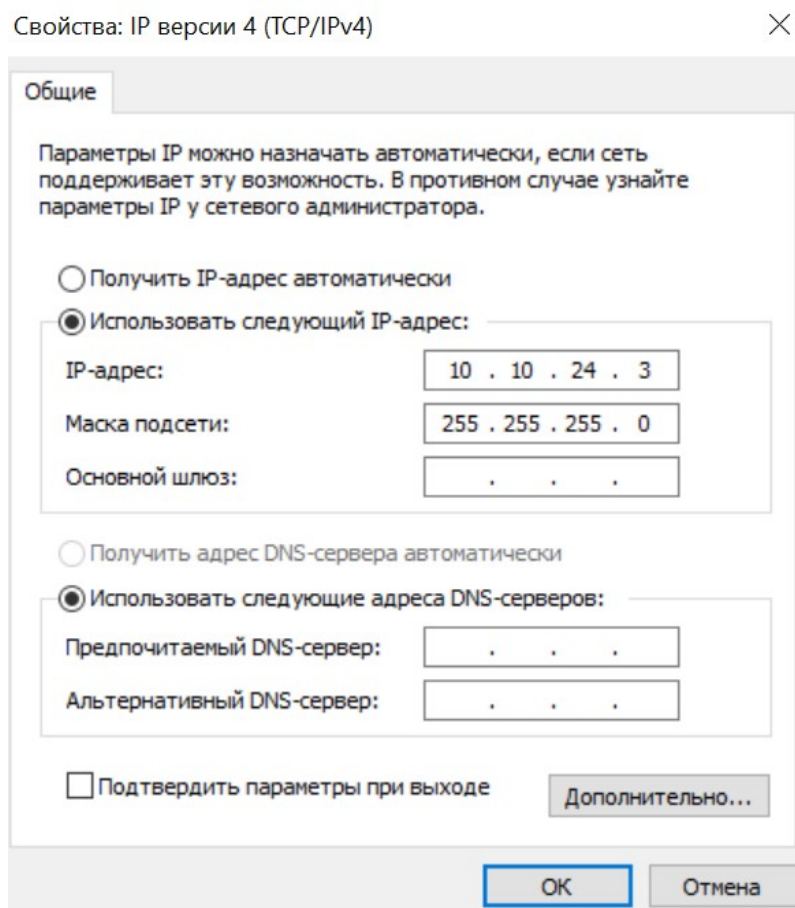 Свойства: IP версии 4 (TCP/IPv4)
Общие
Параметры IP можно назначать автоматически, если сеть
поддерживает эту возможность. В противном случае узнайте
параметры IP у сетевого администратора.
Получить IP-адрес автоматически
Использовать следующий IP-адрес:
IP-адрес: 10 . 10 . 24 . 3
Маска подсети: 255 . 255 . 255 . 0
Основной шлюз: . . .
Получить адрес DNS-сервера автоматически
Использовать следующие адреса DNS-серверов:
Предпочитаемый DNS-сервер: . . .
Альтернативный DNS-сервер: . . .
Подтвердить параметры при выходе
Дополнительно...
OK Отмена